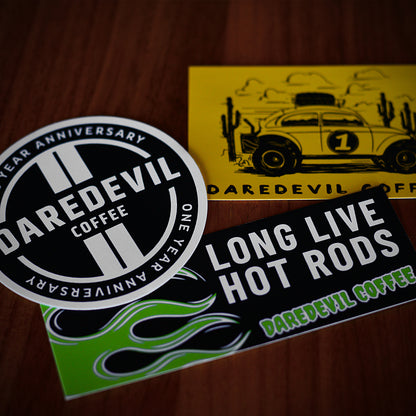 YEAR ANNIVERSARY
DAREDEVIL
COFFEE
ONE YEAR ANNIVERSARY
1
DAREDEVIL COFF
LONG LIVE
HOT RODS
DAREDEVIL COFFEE